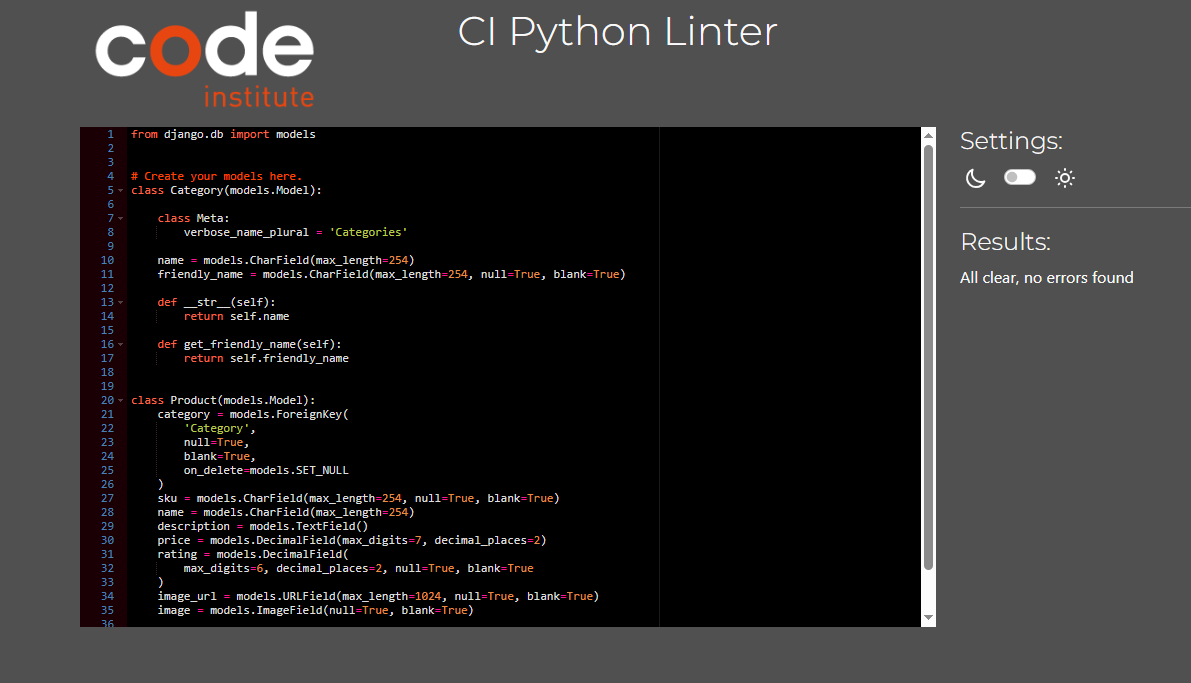 code
institute
CI Python Linter
1 from django.db import models
2
3
4 # Create your models here.
5 class Category(models.Model):
6
7     class Meta:
8         verbose_name_plural = 'Categories'
9
10     name = models.CharField(max_length=254)
11     friendly_name = models.CharField(max_length=254, null=True, blank=True)
12
13     def __str__(self):
14         return self.name
15
16     def get_friendly_name(self):
17         return self.friendly_name
18
19
20 class Product(models.Model):
21     category = models.ForeignKey(
22         'Category',
23         null=True,
24         blank=True,
25         on_delete=models.SET_NULL
26     )
27     sku = models.CharField(max_length=254, null=True, blank=True)
28     name = models.CharField(max_length=254)
29     description = models.TextField()
30     price = models.DecimalField(max_digits=7, decimal_places=2)
31     rating = models.DecimalField(
32         max_digits=6, decimal_places=2, null=True, blank=True
33     )
34     image_url = models.URLField(max_length=1024, null=True, blank=True)
35     image = models.ImageField(null=True, blank=True)
36
Settings:
Results:
All clear, no errors found